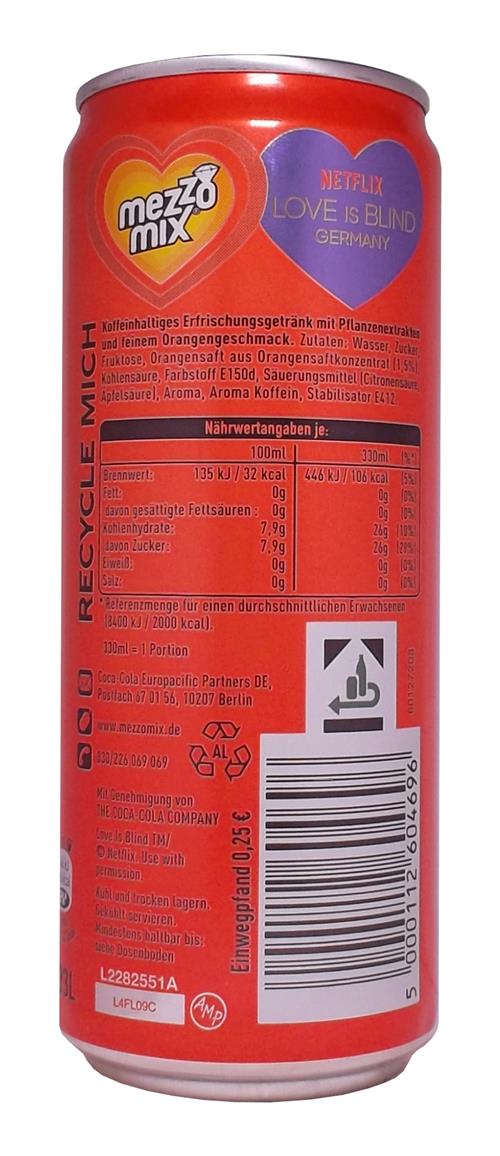 mezzo
mix®
NETFLIX
LOVE IS BLIND
GERMANY
RECYCLE MICH
Koffeinhaltiges Erfrischungsgetränk mit Pflanzenextrakten
und feinem Orangengeschmack. Zutaten: Wasser, Zucker,
Fruktose, Orangensaft aus Orangensaftkonzentrat (1,5%),
Kohlensäure, Farbstoff E150d, Säuerungsmittel (Citronensäure,
Apfelsäure), Aroma, Aroma Koffein, Stabilisator E412.
Nährwertangaben je:
100ml 330ml (%*)
Brennwert: 135 kJ / 32 kcal 446 kJ / 106 kcal (5%)
Fett: 0g 0g (0%)
davon gesättigte Fettsäuren: 0g 0g (0%)
Kohlenhydrate: 7,9g 26g (10%)
davon Zucker: 7,9g 26g (29%)
Eiweiß: 0g 0g (0%)
Salz: 0g 0g (0%)
*Referenzmenge für einen durchschnittlichen Erwachsenen
(8400 kJ / 2000 kcal).
330ml = 1 Portion
Coca-Cola Europacific Partners DE,
Postfach 67 01 56, 10207 Berlin
www.mezzomix.de
030/226 069 069
AL
Mit Genehmigung von
THE COCA-COLA COMPANY
Love Is Blind TM/
© Netflix. Use with
permission.
Kühl und trocken lagern.
Gekühlt servieren.
Mindestens haltbar bis:
siehe Dosenboden
L2282551A
L4FL09C
AMP
Einwegpfand 0,25 €
5 000112 604696